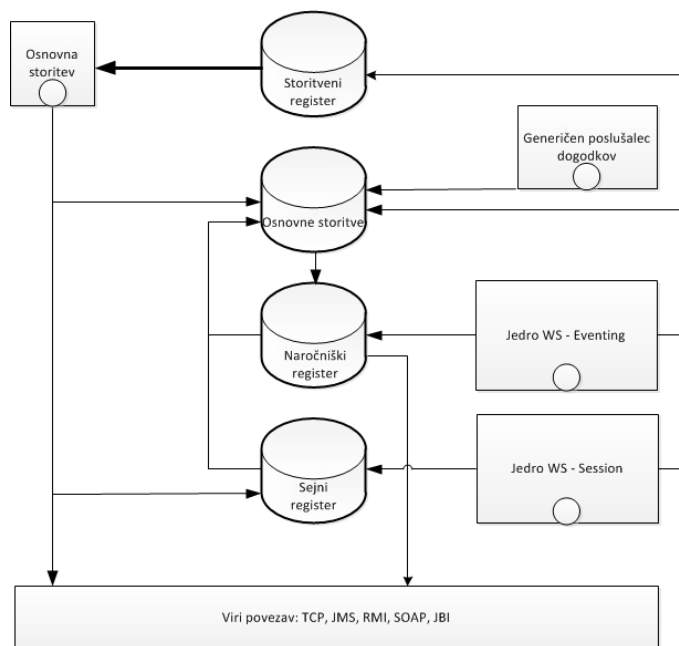 Osnovna
storitev
Storitveni
register
Generičen poslušalec
dogodkov
Osnovne storitve
Naročniški
register
Jedro WS - Eventing
Sejni
register
Jedro WS - Session
Viri povezav: TCP, JMS, RMI, SOAP, JBI